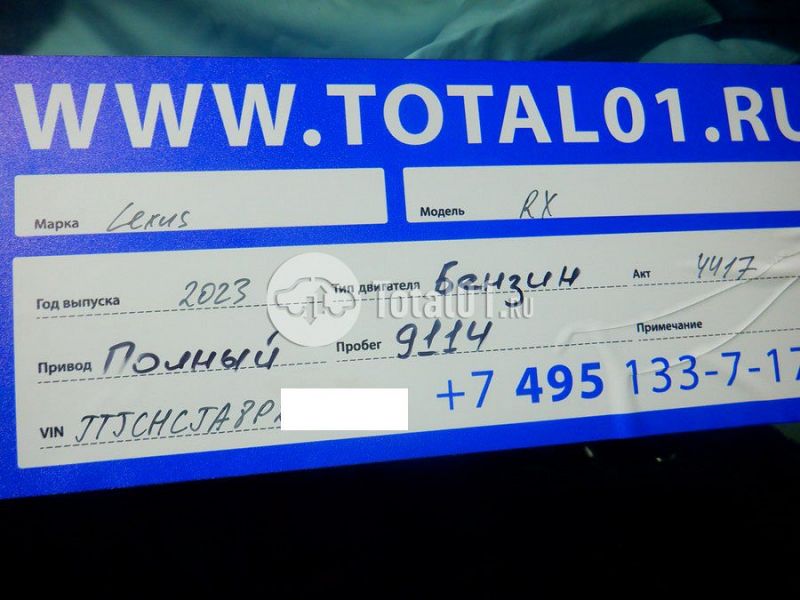 WWW.TOTAL01.RU
Марка Lexus Модель RX
Год выпуска 2023 Тип двигателя Бензин Акт 4417
Total01.RU
Привод Полный Пробег 9114 Примечание
VIN JTJCHCJA8P
+7 495 133-7-17